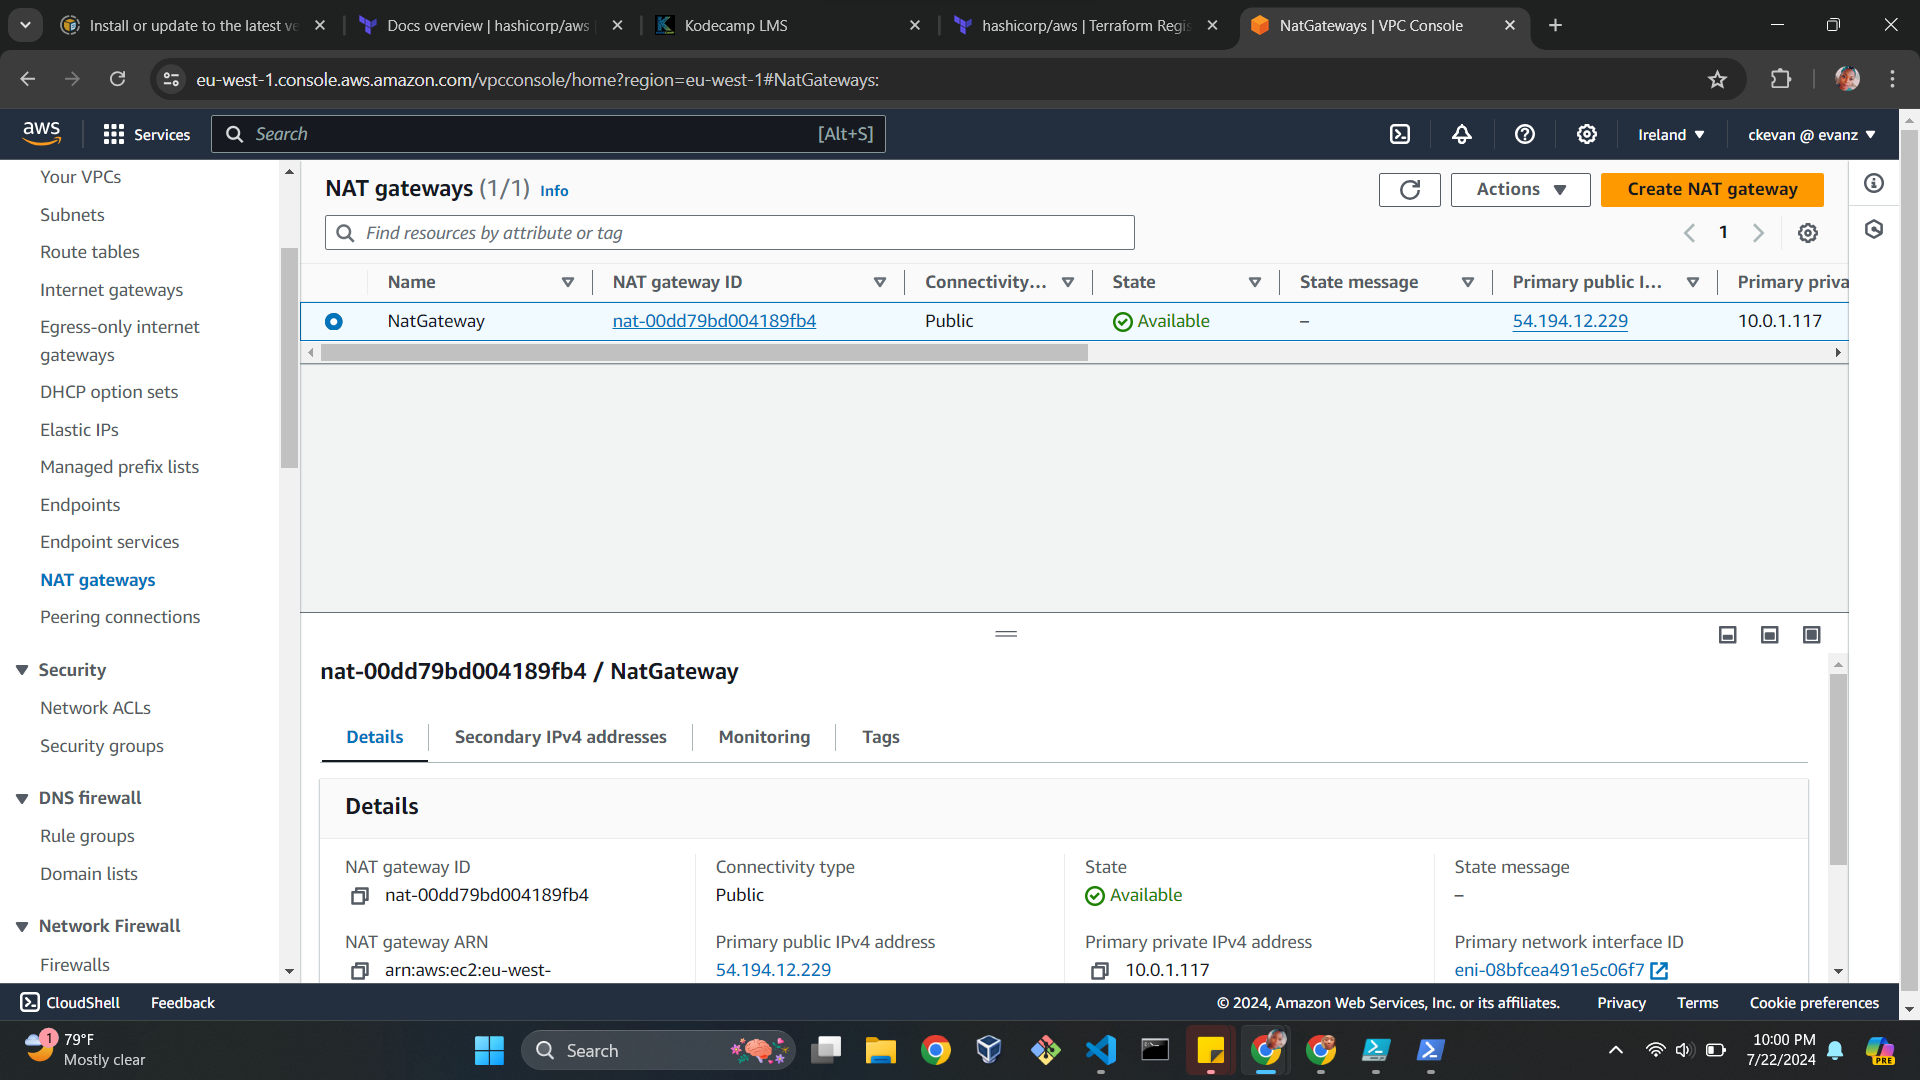 Install or update to the latest ve
Docs overview | hashicorp/aws
Kodecamp LMS
hashicorp/aws | Terraform Regis
NatGateways | VPC Console
eu-west-1.console.aws.amazon.com/vpcconsole/home?region=eu-west-1#NatGateways:
aws
Services
Search
[Alt+S]
Ireland
ckevan @ evanz
Your VPCs
Subnets
Route tables
Internet gateways
Egress-only internet
gateways
DHCP option sets
Elastic IPs
Managed prefix lists
Endpoints
Endpoint services
NAT gateways
Peering connections
Security
Network ACLs
Security groups
DNS firewall
Rule groups
Domain lists
Network Firewall
Firewalls
NAT gateways (1/1) Info
Actions
Create NAT gateway
Find resources by attribute or tag
1
Name NAT gateway ID Connectivity... State State message Primary public I... Primary priva
NatGateway nat-00dd79bd004189fb4 Public Available – 54.194.12.229 10.0.1.117
nat-00dd79bd004189fb4 / NatGateway
Details Secondary IPv4 addresses Monitoring Tags
Details
NAT gateway ID
nat-00dd79bd004189fb4
Connectivity type
Public
State
Available
State message
–
NAT gateway ARN
arn:aws:ec2:eu-west-
Primary public IPv4 address
54.194.12.229
Primary private IPv4 address
10.0.1.117
Primary network interface ID
eni-08bfcea491e5c06f7
CloudShell Feedback
© 2024, Amazon Web Services, Inc. or its affiliates. Privacy Terms Cookie preferences
1
79°F
Mostly clear
Search
10:00 PM
7/22/2024
PRE